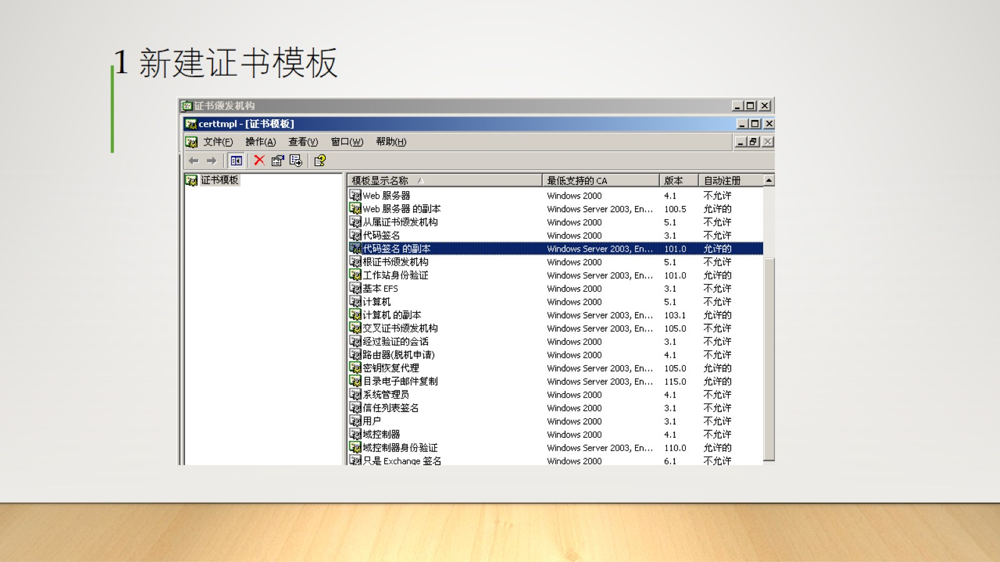 1 新建证书模板
证书颁发机构
certtmpl - [证书模板]
文件(F) 操作(A) 查看(V) 窗口(W) 帮助(H)
证书模板
模板显示名称 最低支持的 CA 版本 自动注册
Web 服务器 Windows 2000 4.1 不允许
Web 服务器 的副本 Windows Server 2003, En... 100.5 允许的
从属证书颁发机构 Windows 2000 5.1 不允许
代码签名 Windows 2000 3.1 不允许
代码签名 的副本 Windows Server 2003, En... 101.0 允许的
根证书颁发机构 Windows 2000 5.1 不允许
工作站身份验证 Windows Server 2003, En... 101.0 允许的
基本 EFS Windows 2000 3.1 不允许
计算机 Windows 2000 5.1 不允许
计算机 的副本 Windows Server 2003, En... 103.1 允许的
交叉证书颁发机构 Windows Server 2003, En... 105.0 不允许
经过验证的会话 Windows 2000 3.1 不允许
路由器(脱机申请) Windows 2000 4.1 不允许
密钥恢复代理 Windows Server 2003, En... 105.0 允许的
目录电子邮件复制 Windows Server 2003, En... 115.0 允许的
系统管理员 Windows 2000 4.1 不允许
信任列表签名 Windows 2000 3.1 不允许
用户 Windows 2000 3.1 不允许
域控制器 Windows 2000 4.1 不允许
域控制器身份验证 Windows Server 2003, En... 110.0 允许的
只是 Exchange 签名 Windows 2000 6.1 不允许